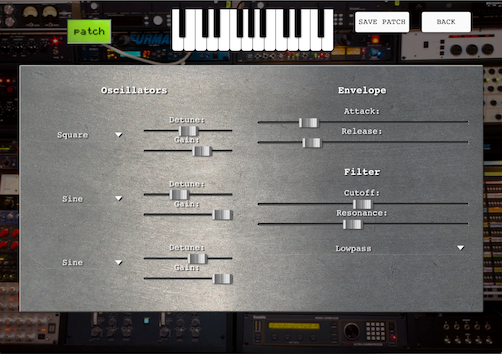 patch
SAVE PATCH
BACK
Oscillators
Detune:
Square
Gain:
Detune:
Sine
Gain:
Detune:
Sine
Gain:
Envelope
Attack:
Release:
Filter
Cutoff:
Resonance:
Lowpass